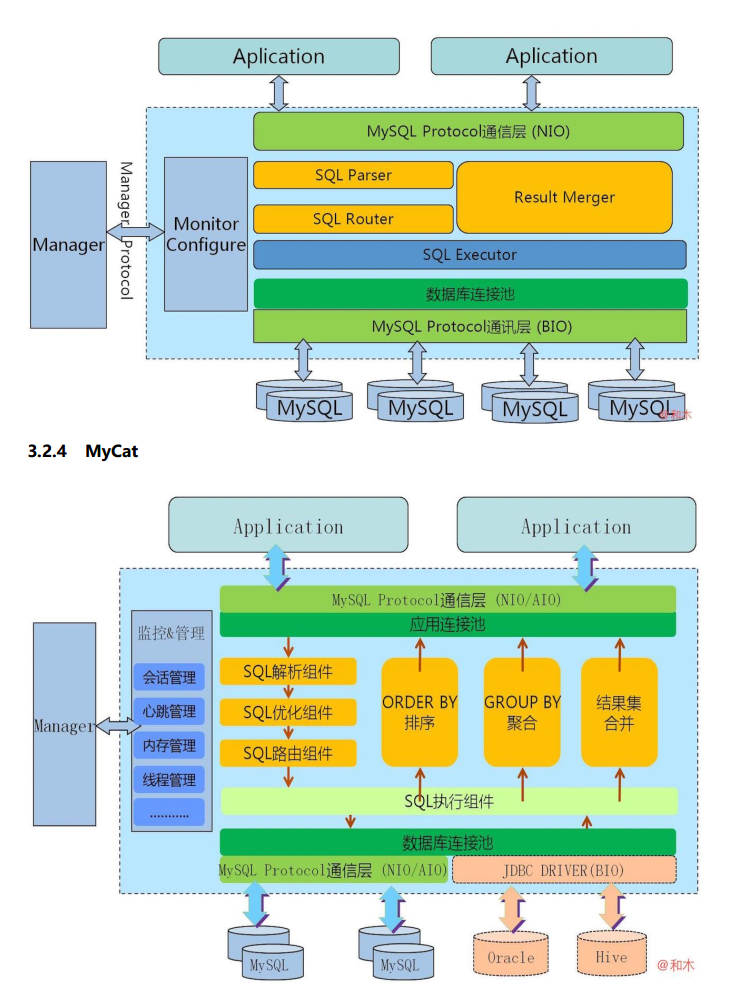 Aplication
Aplication
MySQL Protocol通信层 (NIO)
Manager
Manager Protocol
Monitor
Configure
SQL Parser
SQL Router
Result Merger
SQL Executor
数据库连接池
MySQL Protocol通讯层 (BIO)
MySQL
MySQL
MySQL
MySQL
@和木
3.2.4 MyCat
Application
Application
MySQL Protocol通信层 (NIO/AIO)
应用连接池
Manager
监控&管理
会话管理
心跳管理
内存管理
线程管理
...........
SQL解析组件
SQL优化组件
SQL路由组件
ORDER BY
排序
GROUP BY
聚合
结果集
合并
SQL执行组件
数据库连接池
MySQL Protocol通信层 (NIO/AIO)
JDBC DRIVER(BIO)
MySQL
MySQL
Oracle
Hive
@和木